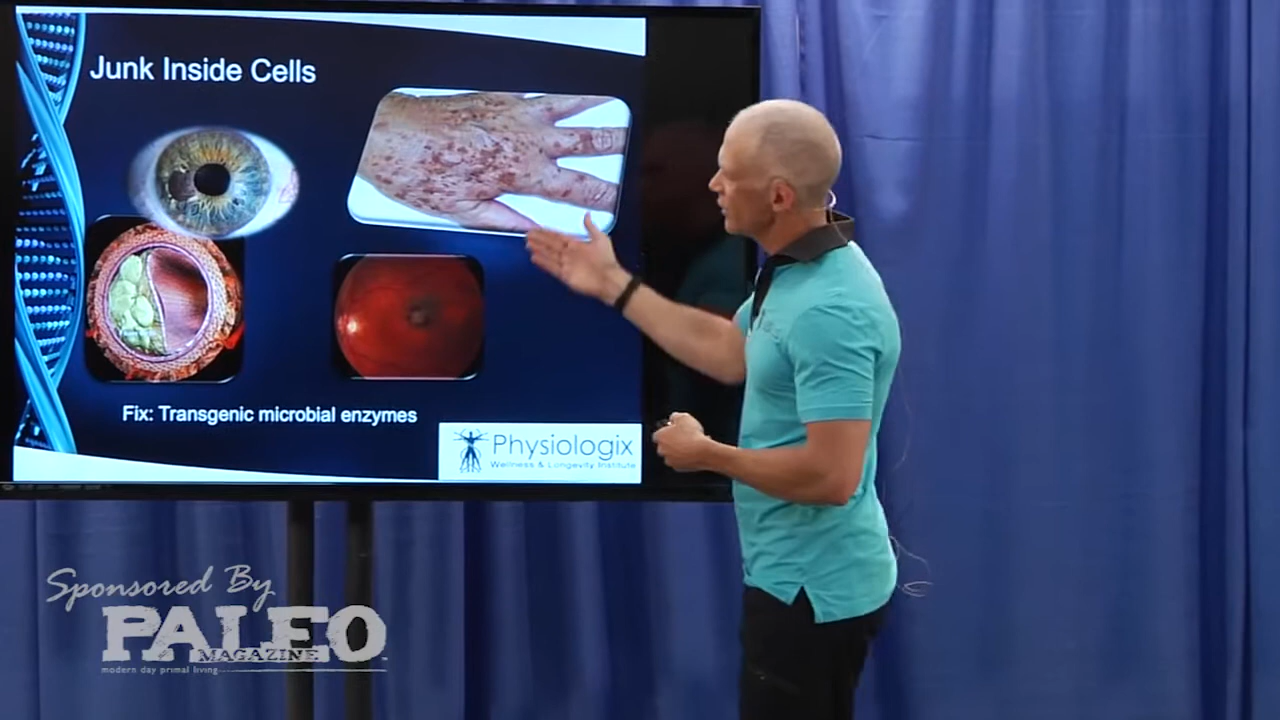 Junk Inside Cells
Fix: Transgenic microbial enzymes
Physiologix
Wellness & Longevity Institute
Sponsored By
PALEO
MAGAZINE
modern day primal living